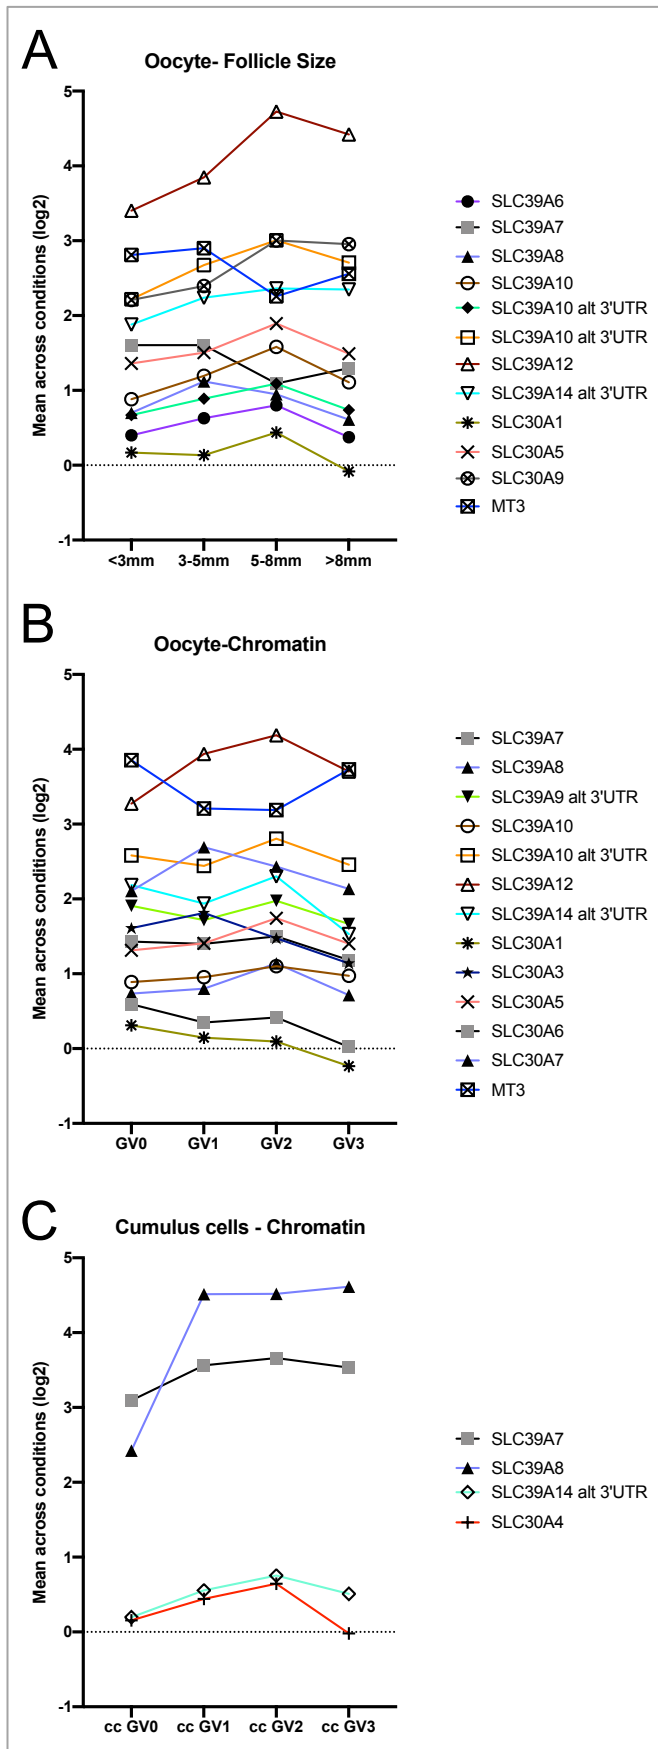 A
Oocyte- Follicle Size
Mean across conditions (log2)
5
4
3
2
1
0
-1
<3mm 3-5mm 5-8mm >8mm
SLC39A6
SLC39A7
SLC39A8
SLC39A10
SLC39A10 alt 3'UTR
SLC39A10 alt 3'UTR
SLC39A12
SLC39A14 alt 3'UTR
SLC30A1
SLC30A5
SLC30A9
MT3
B
Oocyte-Chromatin
Mean across conditions (log2)
5
4
3
2
1
0
-1
GV0 GV1 GV2 GV3
SLC39A7
SLC39A8
SLC39A9 alt 3'UTR
SLC39A10
SLC39A10 alt 3'UTR
SLC39A12
SLC39A14 alt 3'UTR
SLC30A1
SLC30A3
SLC30A5
SLC30A6
SLC30A7
MT3
C
Cumulus cells - Chromatin
Mean across conditions (log2)
5
4
3
2
1
0
-1
cc GV0 cc GV1 cc GV2 cc GV3
SLC39A7
SLC39A8
SLC39A14 alt 3'UTR
SLC30A4